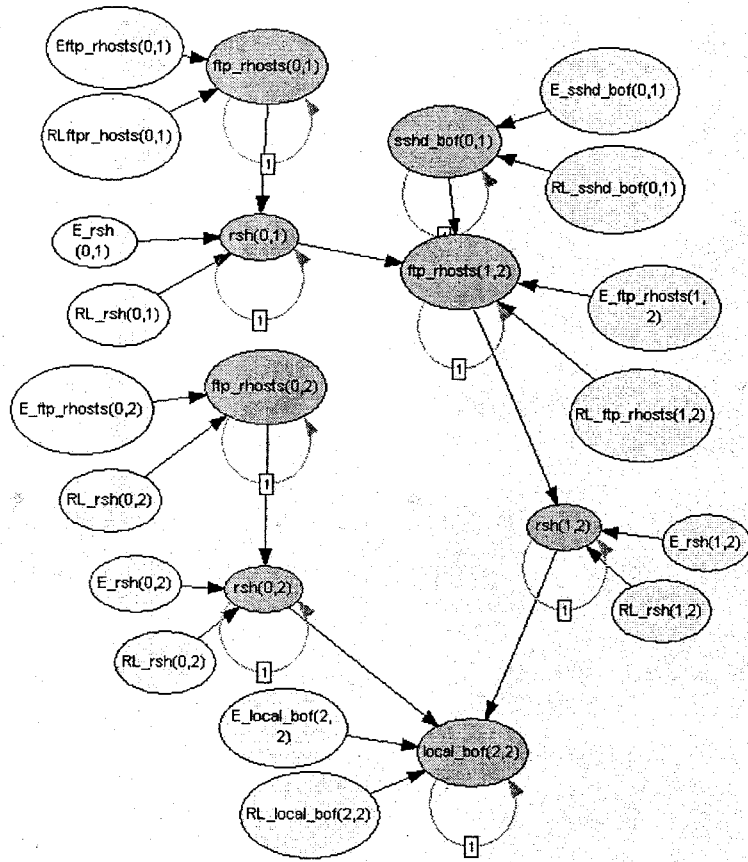 Eftp_rhosts(0,1)
ftp_rhosts(0,1)
RLftpr_hosts(0,1)
1
E_sshd_bof(0,1)
sshd_bof(0,1)
RL_sshd_bof(0,1)
E_rsh
(0,1)
rsh(0,1)
RL_rsh(0,1)
1
ftp_rhosts(1,2)
E_ftp_rhosts(1,
2)
1
RL_ftp_rhosts(1,2)
ftp_rhosts(0,2)
E_ftp_rhosts(0,2)
RL_rsh(0,2)
1
rsh(1,2)
E_rsh(1,2)
RL_rsh(1,2)
1
E_rsh(0,2)
rsh(0,2)
RL_rsh(0,2)
1
E_local_bof(2,
2)
local_bof(2,2)
RL_local_bof(2,2)
1